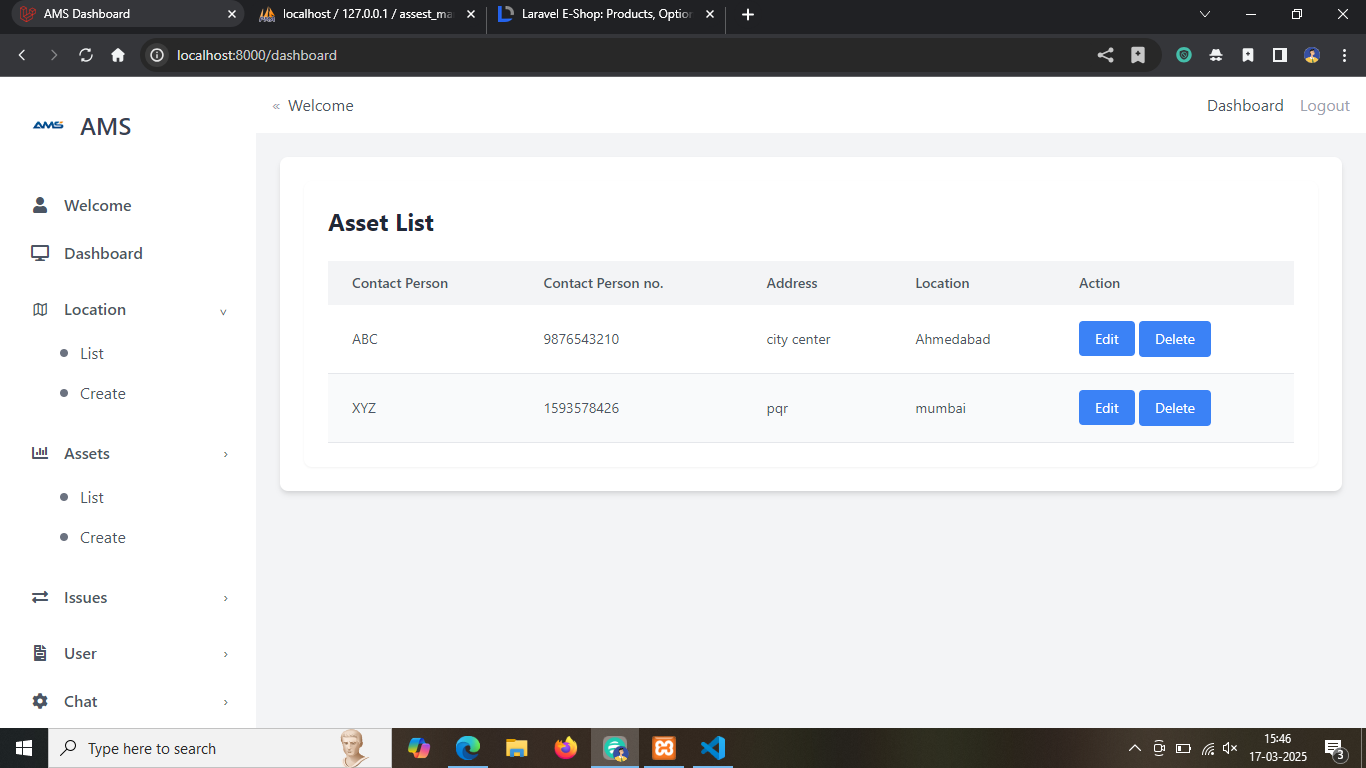 AMS Dashboard
localhost / 127.0.0.1 / assest_ma
Laravel E-Shop: Products, Option
localhost:8000/dashboard
AMS AMS
« Welcome
Dashboard Logout
Welcome
Dashboard
Location
List
Create
Assets
List
Create
Issues
User
Chat
Asset List
Contact Person Contact Person no. Address Location Action
ABC 9876543210 city center Ahmedabad Edit Delete
XYZ 1593578426 pqr mumbai Edit Delete
Type here to search
15:46
17-03-2025
3